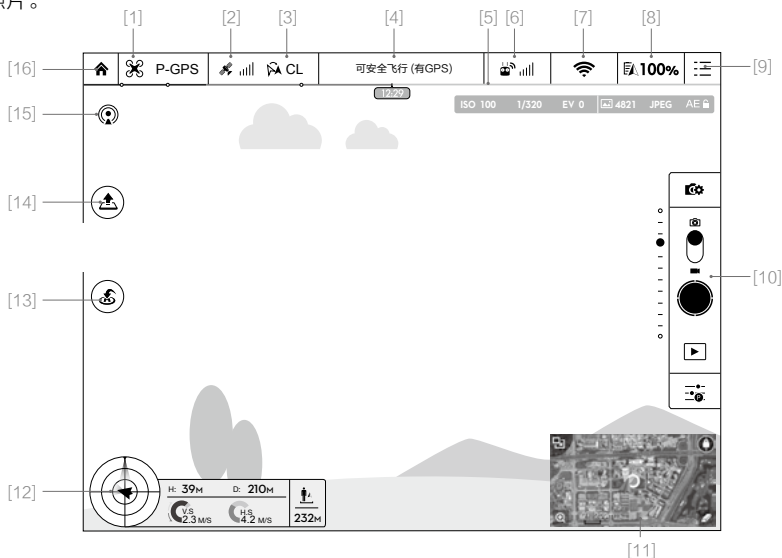 照片。
[1] [2] [3] [4] [5] [6] [7] [8]
[16] P-GPS CL 可安全飞行 (有GPS) 100% [9]
12:29
ISO 100 1/320 EV 0 4821 JPEG AE
[15]
[14]
[10]
[13]
H: 39M D: 210M
[12]
V.S 2.3 M/S H.S 4.2 M/S 232M
[11]